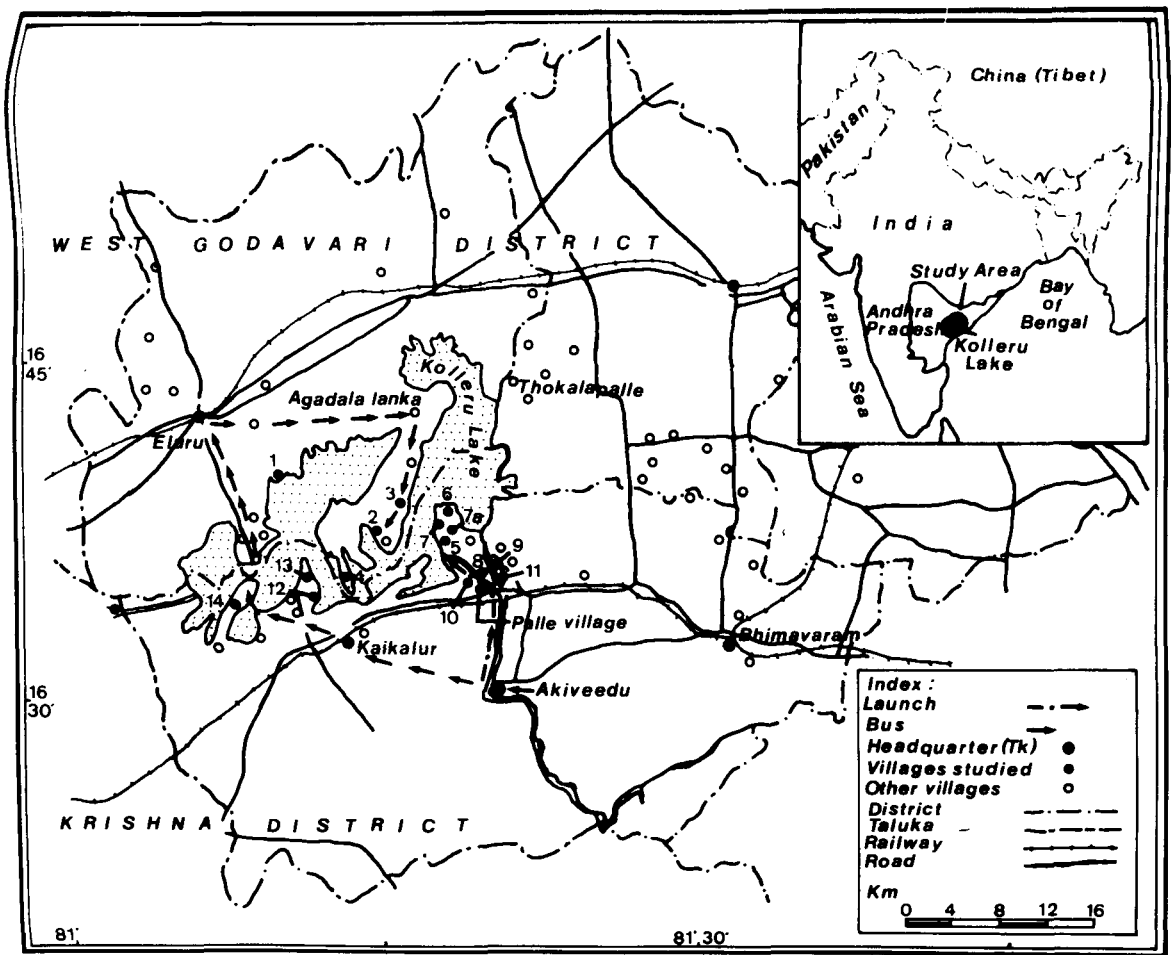 China (Tibet)
Pakistan
India
Study Area
Andhra
Pradesh
Kolleru
Lake
Bay
of
Bengal
Arabian Sea
WEST GODAVARI DISTRICT
16
45'
Kolleru Lake
Thokalapalle
Agadala lanka
Eluru
1
3
2
6
7a
7
5
8
9
11
13
4
12
14
10
Palle village
Kaikalur
Bhimavaram
Akiveedu
16
30'
KRISHNA DISTRICT
Index :
Launch
Bus
Headquarter (Tk)
Villages studied
Other villages
District
Taluka
Railway
Road
Km
0 4 8 12 16
81'
81',30'